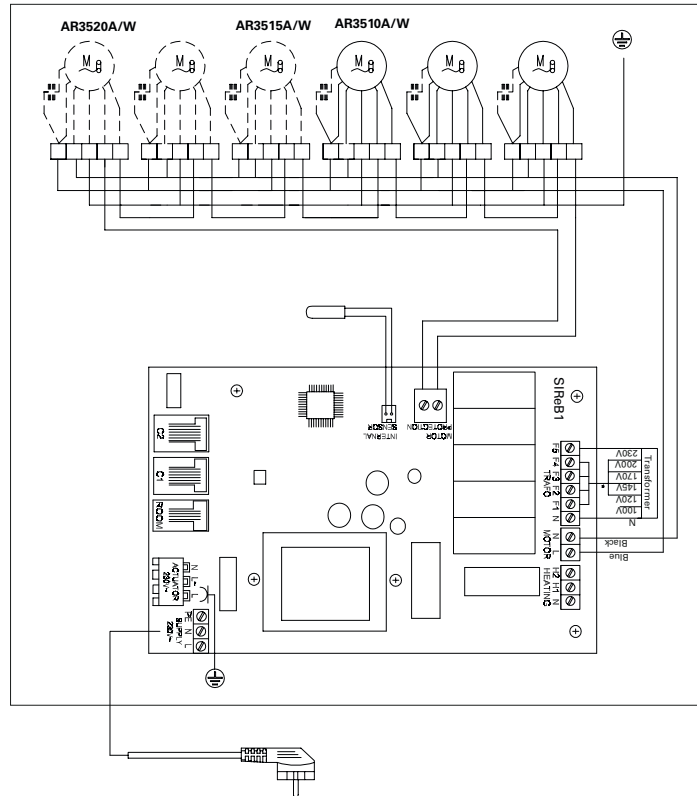 AR3520A/W AR3515A/W AR3510A/W
M M M M M M
SIReB1
INTERNAL
SENSOR
MOTOR
PROTECTION
C2
C1
ROOM
F5
F4
F3
F2
F1
N
TRAFO
230V
200V
170V
145V
120V
100V
N
Transformer
*
N
L
MOTOR
Black
Blue
H2
H1
N
HEATING
N
L
ACTUATOR
230V~
PE
N
L
SUPPLY
230V~